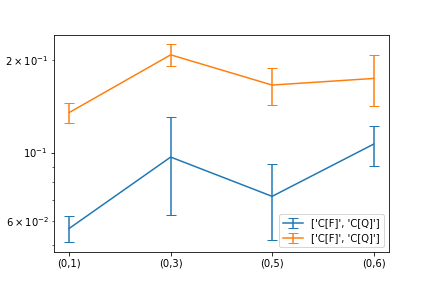 2 × 10⁻¹
10⁻¹
6 × 10⁻²
['C[F]', 'C[Q]']
['C[F]', 'C[Q]']
(0,1) (0,3) (0,5) (0,6)